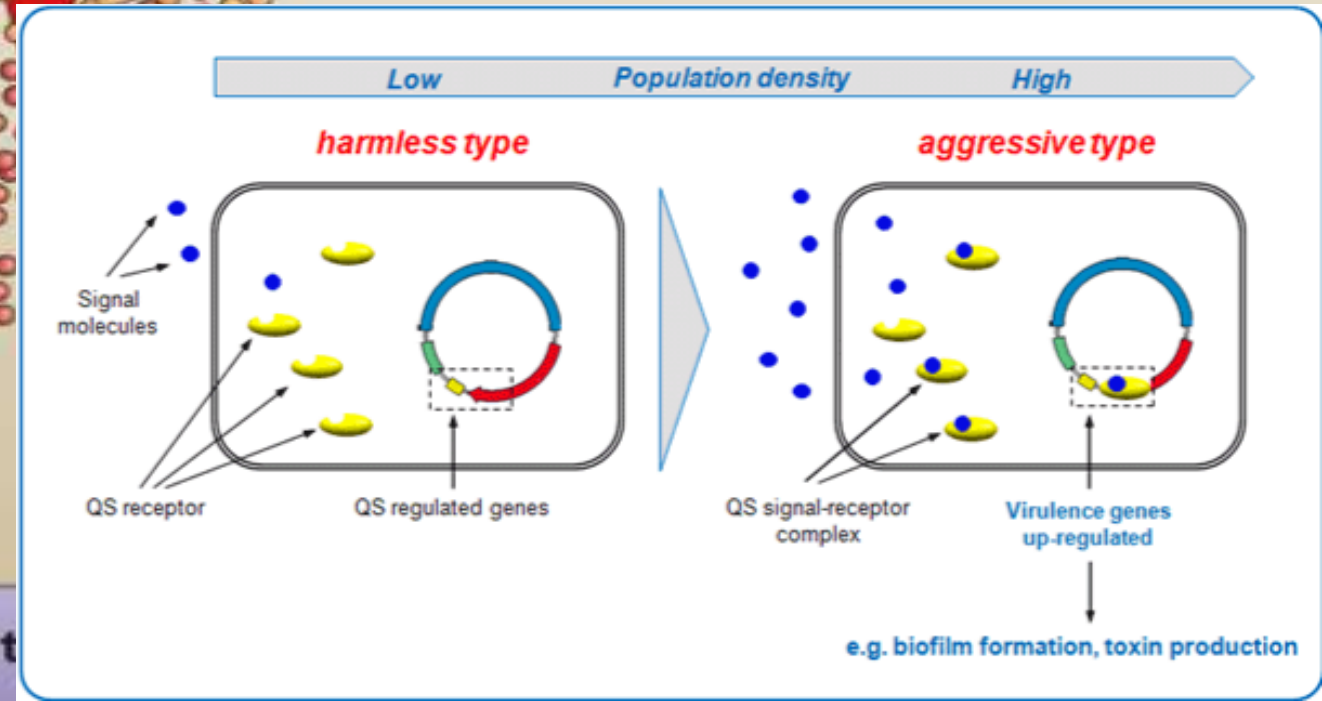 Low Population density High
harmless type aggressive type
Signal
molecules
QS receptor QS regulated genes QS signal-receptor
complex
Virulence genes
up-regulated
e.g. biofilm formation, toxin production
t